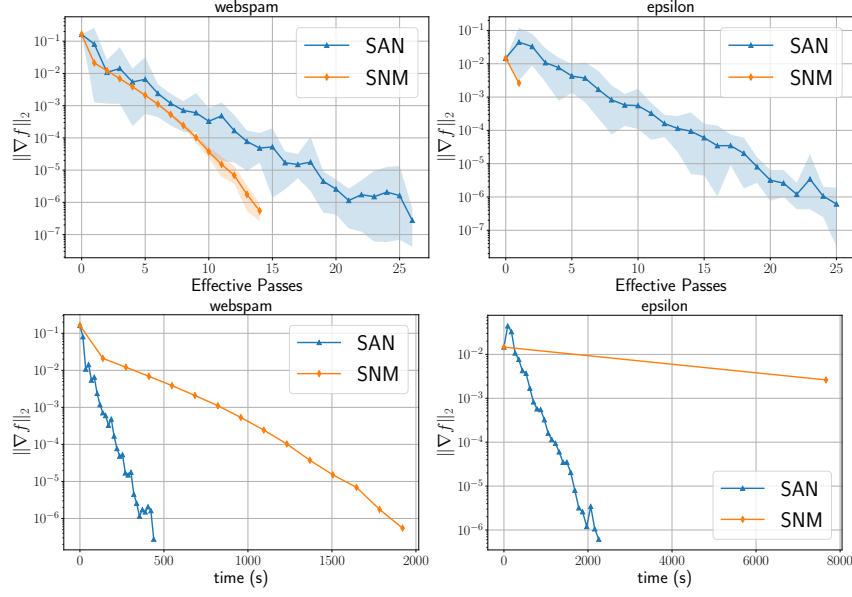 webspam
10⁻¹
10⁻²
10⁻³
10⁻⁴
10⁻⁵
10⁻⁶
10⁻⁷
‖∇f‖₂
SAN
SNM
0 5 10 15 20 25
Effective Passes
epsilon
10⁻¹
10⁻²
10⁻³
10⁻⁴
10⁻⁵
10⁻⁶
10⁻⁷
‖∇f‖₂
SAN
SNM
0 5 10 15 20 25
Effective Passes
webspam
10⁻¹
10⁻²
10⁻³
10⁻⁴
10⁻⁵
10⁻⁶
‖∇f‖₂
SAN
SNM
0 500 1000 1500 2000
time (s)
epsilon
10⁻²
10⁻³
10⁻⁴
10⁻⁵
10⁻⁶
‖∇f‖₂
SAN
SNM
0 2000 4000 6000 8000
time (s)